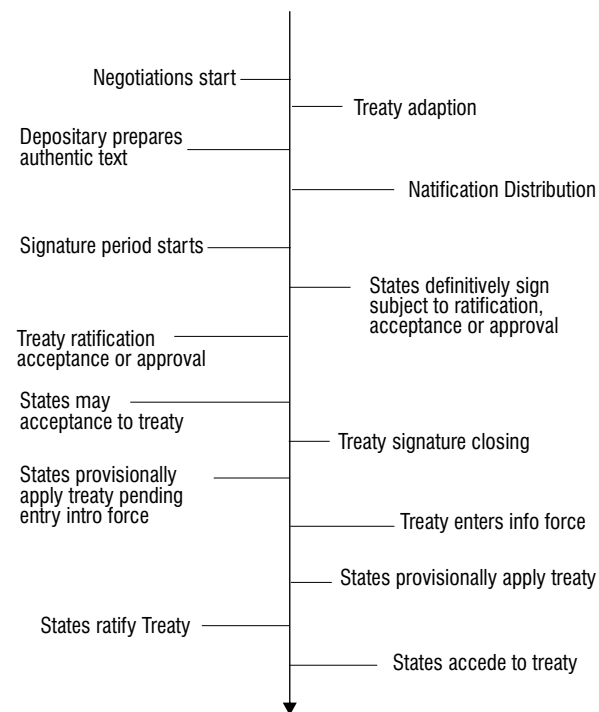 Negotiations start
Treaty adaption
Depositary prepares
authentic text
Natification Distribution
Signature period starts
States definitively sign
subject to ratification,
acceptance or approval
Treaty ratification
acceptance or approval
States may
acceptance to treaty
Treaty signature closing
States provisionally
apply treaty pending
entry intro force
Treaty enters info force
States provisionally apply treaty
States ratify Treaty
States accede to treaty